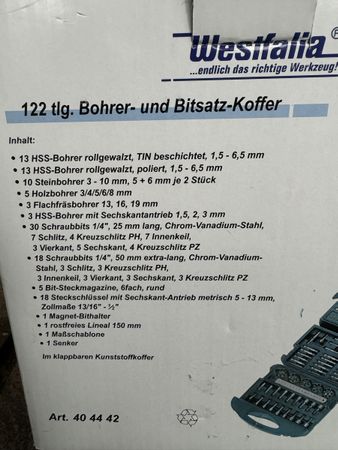 Westfalia
...endlich das richtige Werkzeug!
122 tlg. Bohrer- und Bitsatz-Koffer
Inhalt:
• 13 HSS-Bohrer rollgewalzt, TIN beschichtet, 1,5 - 6,5 mm
• 13 HSS-Bohrer rollgewalzt, poliert, 1,5 - 6,5 mm
• 10 Steinbohrer 3 - 10 mm, 5 + 6 mm je 2 Stück
• 5 Holzbohrer 3/4/5/6/8 mm
• 3 Flachfräsbohrer 13, 16, 19 mm
• 3 HSS-Bohrer mit Sechskantantrieb 1,5, 2, 3 mm
• 30 Schraubbits 1/4", 25 mm lang, Chrom-Vanadium-Stahl,
7 Schlitz, 4 Kreuzschlitz PH, 7 Innenkeil,
3 Vierkant, 5 Sechskant, 4 Kreuzschlitz PZ
• 18 Schraubbits 1/4", 50 mm extra-lang, Chrom-Vanadium-
Stahl, 3 Schlitz, 3 Kreuzschlitz PH,
3 Innenkeil, 3 Vierkant, 3 Sechskant, 3 Kreuzschlitz PZ
• 5 Bit-Steckmagazine, 6fach, rund
• 18 Steckschlüssel mit Sechskant-Antrieb metrisch 5 - 13 mm,
Zollmaße 13/16" - ½"
• 1 Magnet-Bithalter
• 1 rostfreies Lineal 150 mm
• 1 Maßschablone
• 1 Senker
Im klappbaren Kunststoffkoffer
Art. 40 44 42